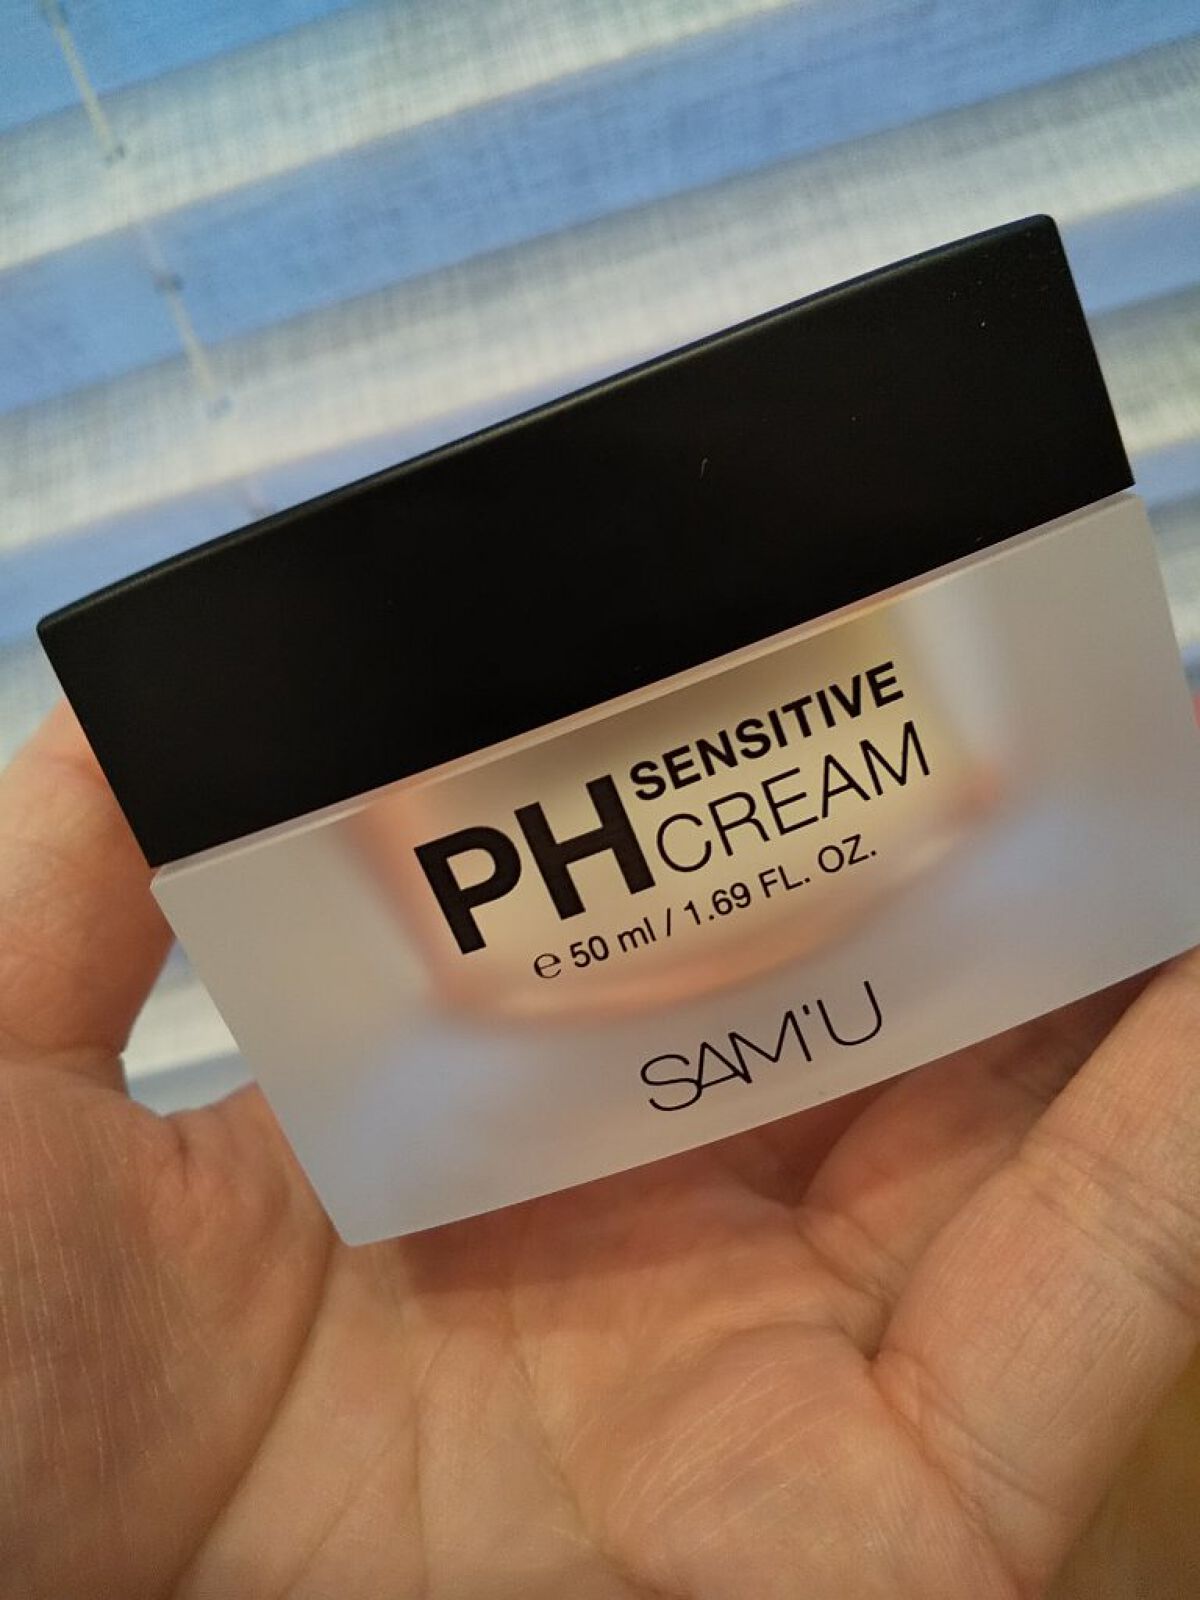 PH SENSITIVE
CREAM
℮ 50 ml / 1.69 FL. OZ.
SAM'U